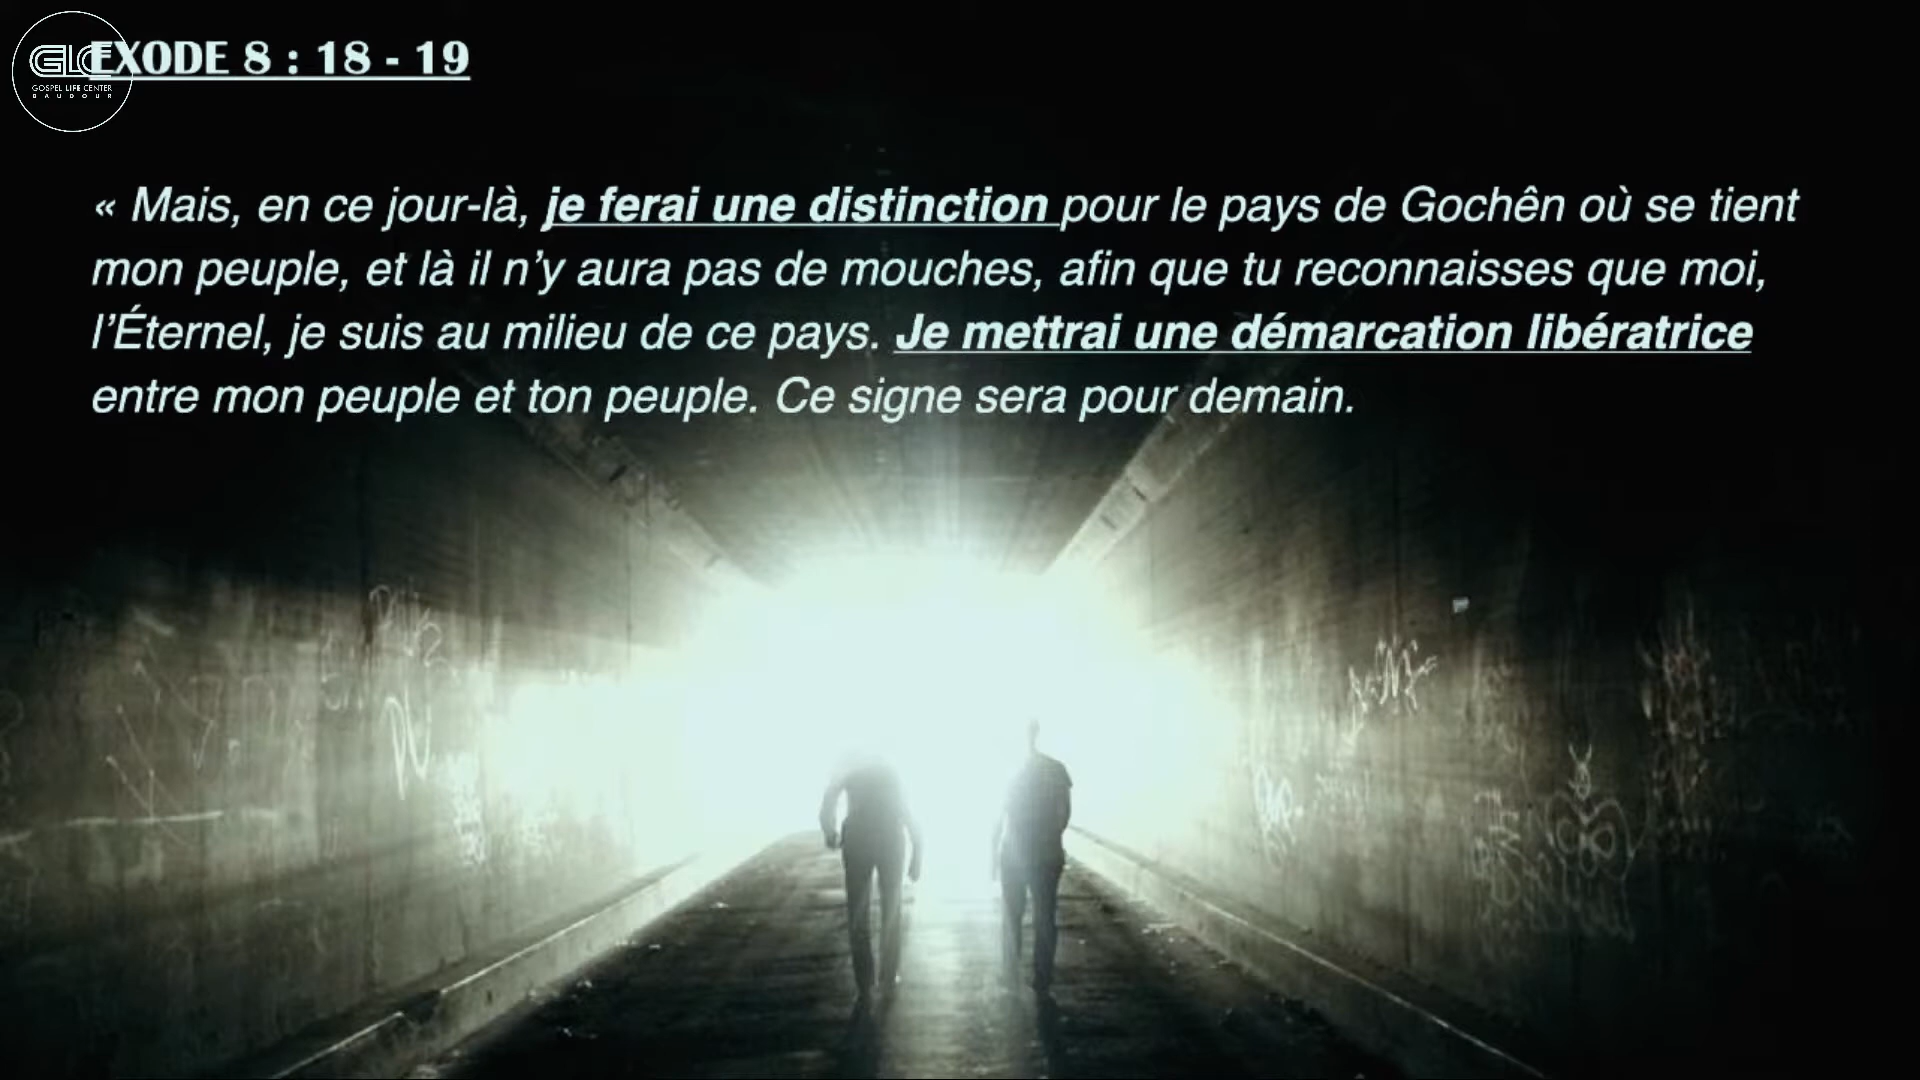 EXODE 8 : 18 - 19
GLC
GOSPEL LIFE CENTER
BAUDOUR
« Mais, en ce jour-là, je ferai une distinction pour le pays de Gochên où se tient
mon peuple, et là il n’y aura pas de mouches, afin que tu reconnaisses que moi,
l’Éternel, je suis au milieu de ce pays. Je mettrai une démarcation libératrice
entre mon peuple et ton peuple. Ce signe sera pour demain.